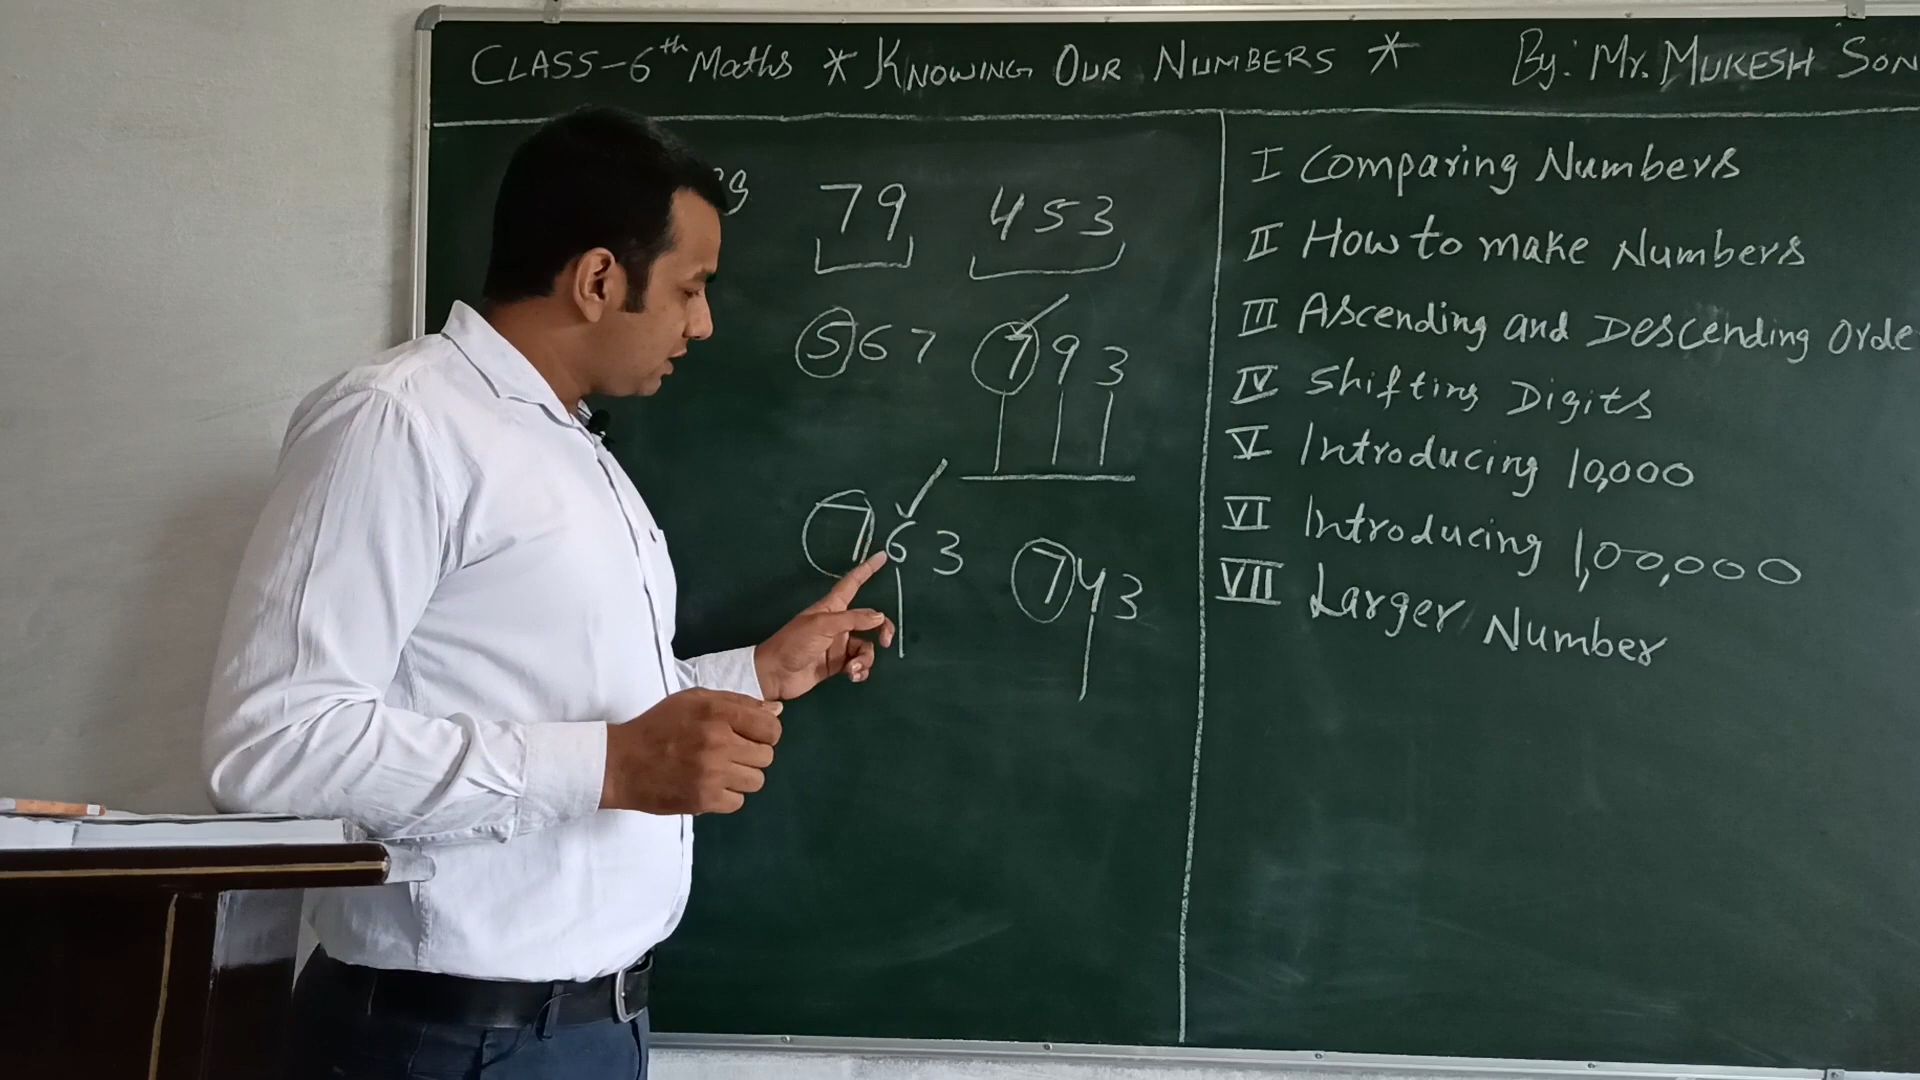 CLASS-6th Maths * KNOWING OUR NUMBERS * By: Mr. MUKESH SON
79 453
567 793
763 743
I Comparing Numbers
II How to make Numbers
III Ascending and Descending Orde
IV Shifting Digits
V Introducing 10,000
VI Introducing 1,00,000
VII Larger Number